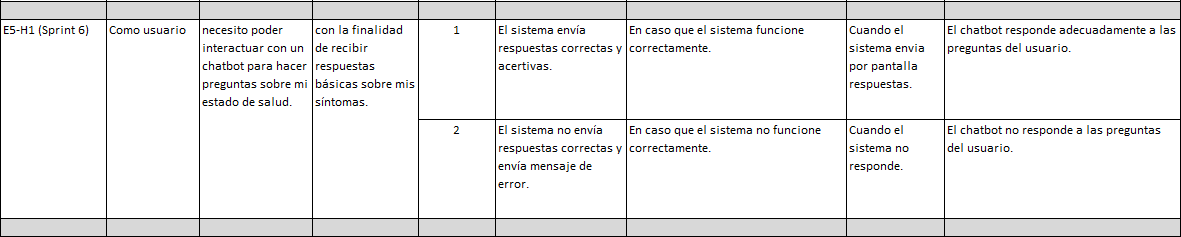 E5-H1 (Sprint 6)
Como usuario
necesito poder
interactuar con un
chatbot para hacer
preguntas sobre mi
estado de salud.
con la finalidad
de recibir
respuestas
básicas sobre mis
síntomas.
1
El sistema envía
respuestas correctas y
acertivas.
En caso que el sistema funcione
correctamente.
Cuando el
sistema envia
por pantalla
respuestas.
El chatbot responde adecuadamente a las
preguntas del usuario.
2
El sistema no envía
respuestas correctas y
envía mensaje de
error.
En caso que el sistema no funcione
correctamente.
Cuando el
sistema no
responde.
El chatbot no responde a las preguntas
del usuario.